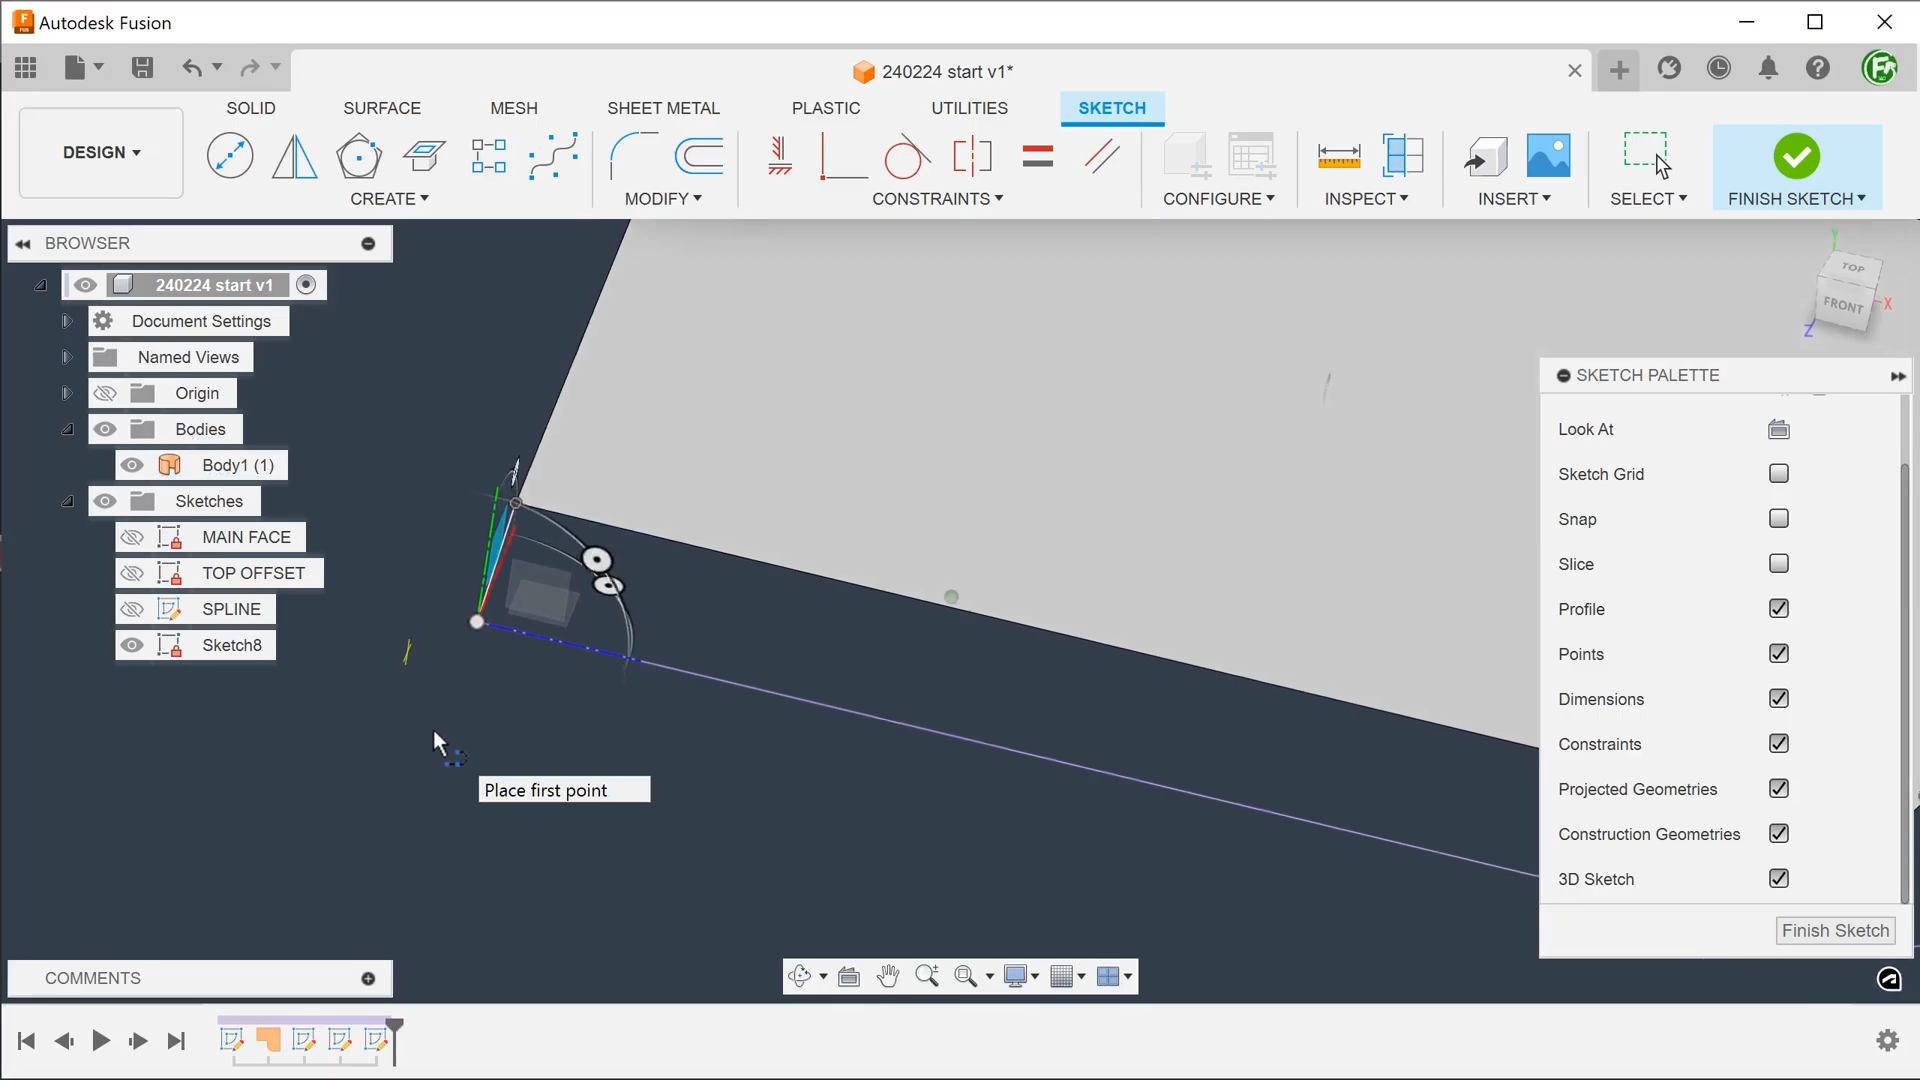 Autodesk Fusion
240224 start v1*
SOLID SURFACE MESH SHEET METAL PLASTIC UTILITIES SKETCH
DESIGN
CREATE MODIFY CONSTRAINTS CONFIGURE INSPECT INSERT SELECT FINISH SKETCH
BROWSER
240224 start v1
Document Settings
Named Views
Origin
Bodies
Body1 (1)
Sketches
MAIN FACE
TOP OFFSET
SPLINE
Sketch8
Y
TOP
FRONT
X
Z
Place first point
SKETCH PALETTE
Look At
Sketch Grid
Snap
Slice
Profile
Points
Dimensions
Constraints
Projected Geometries
Construction Geometries
3D Sketch
Finish Sketch
COMMENTS